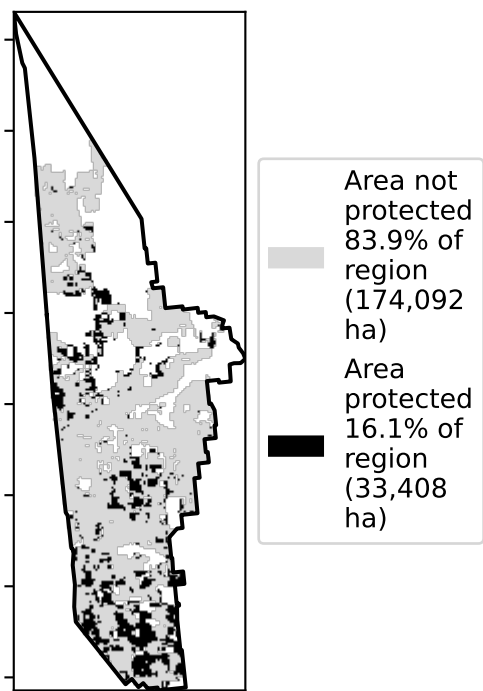 Area not
protected
83.9% of
region
(174,092
ha)
Area
protected
16.1% of
region
(33,408
ha)